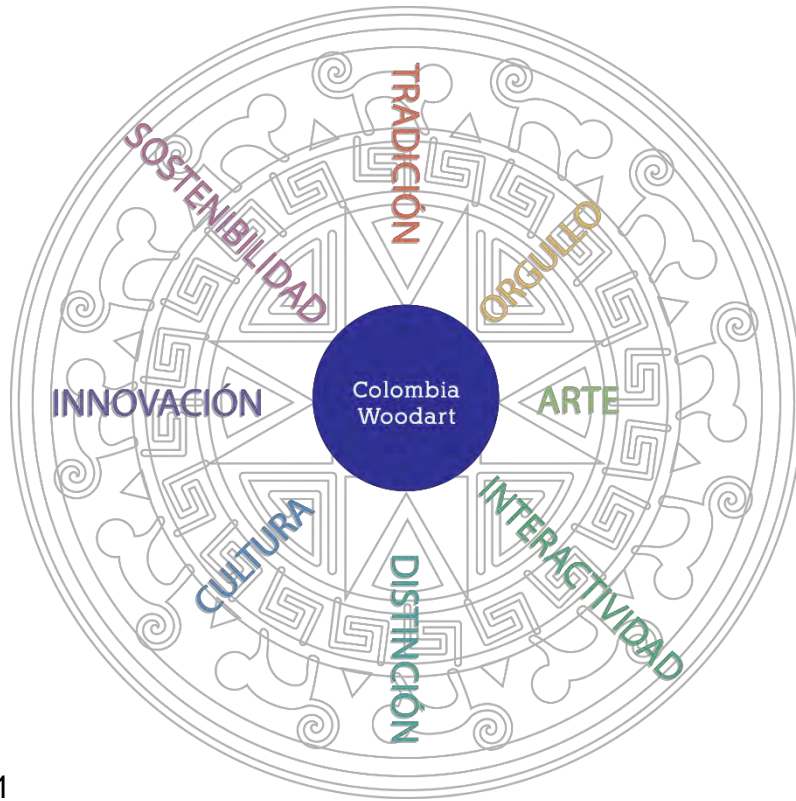 TRADICIÓN
ORGULLO
ARTE
INTERACTIVIDAD
DISTINCIÓN
CULTURA
INNOVACIÓN
SOSTENIBILIDAD
Colombia
Woodart
1